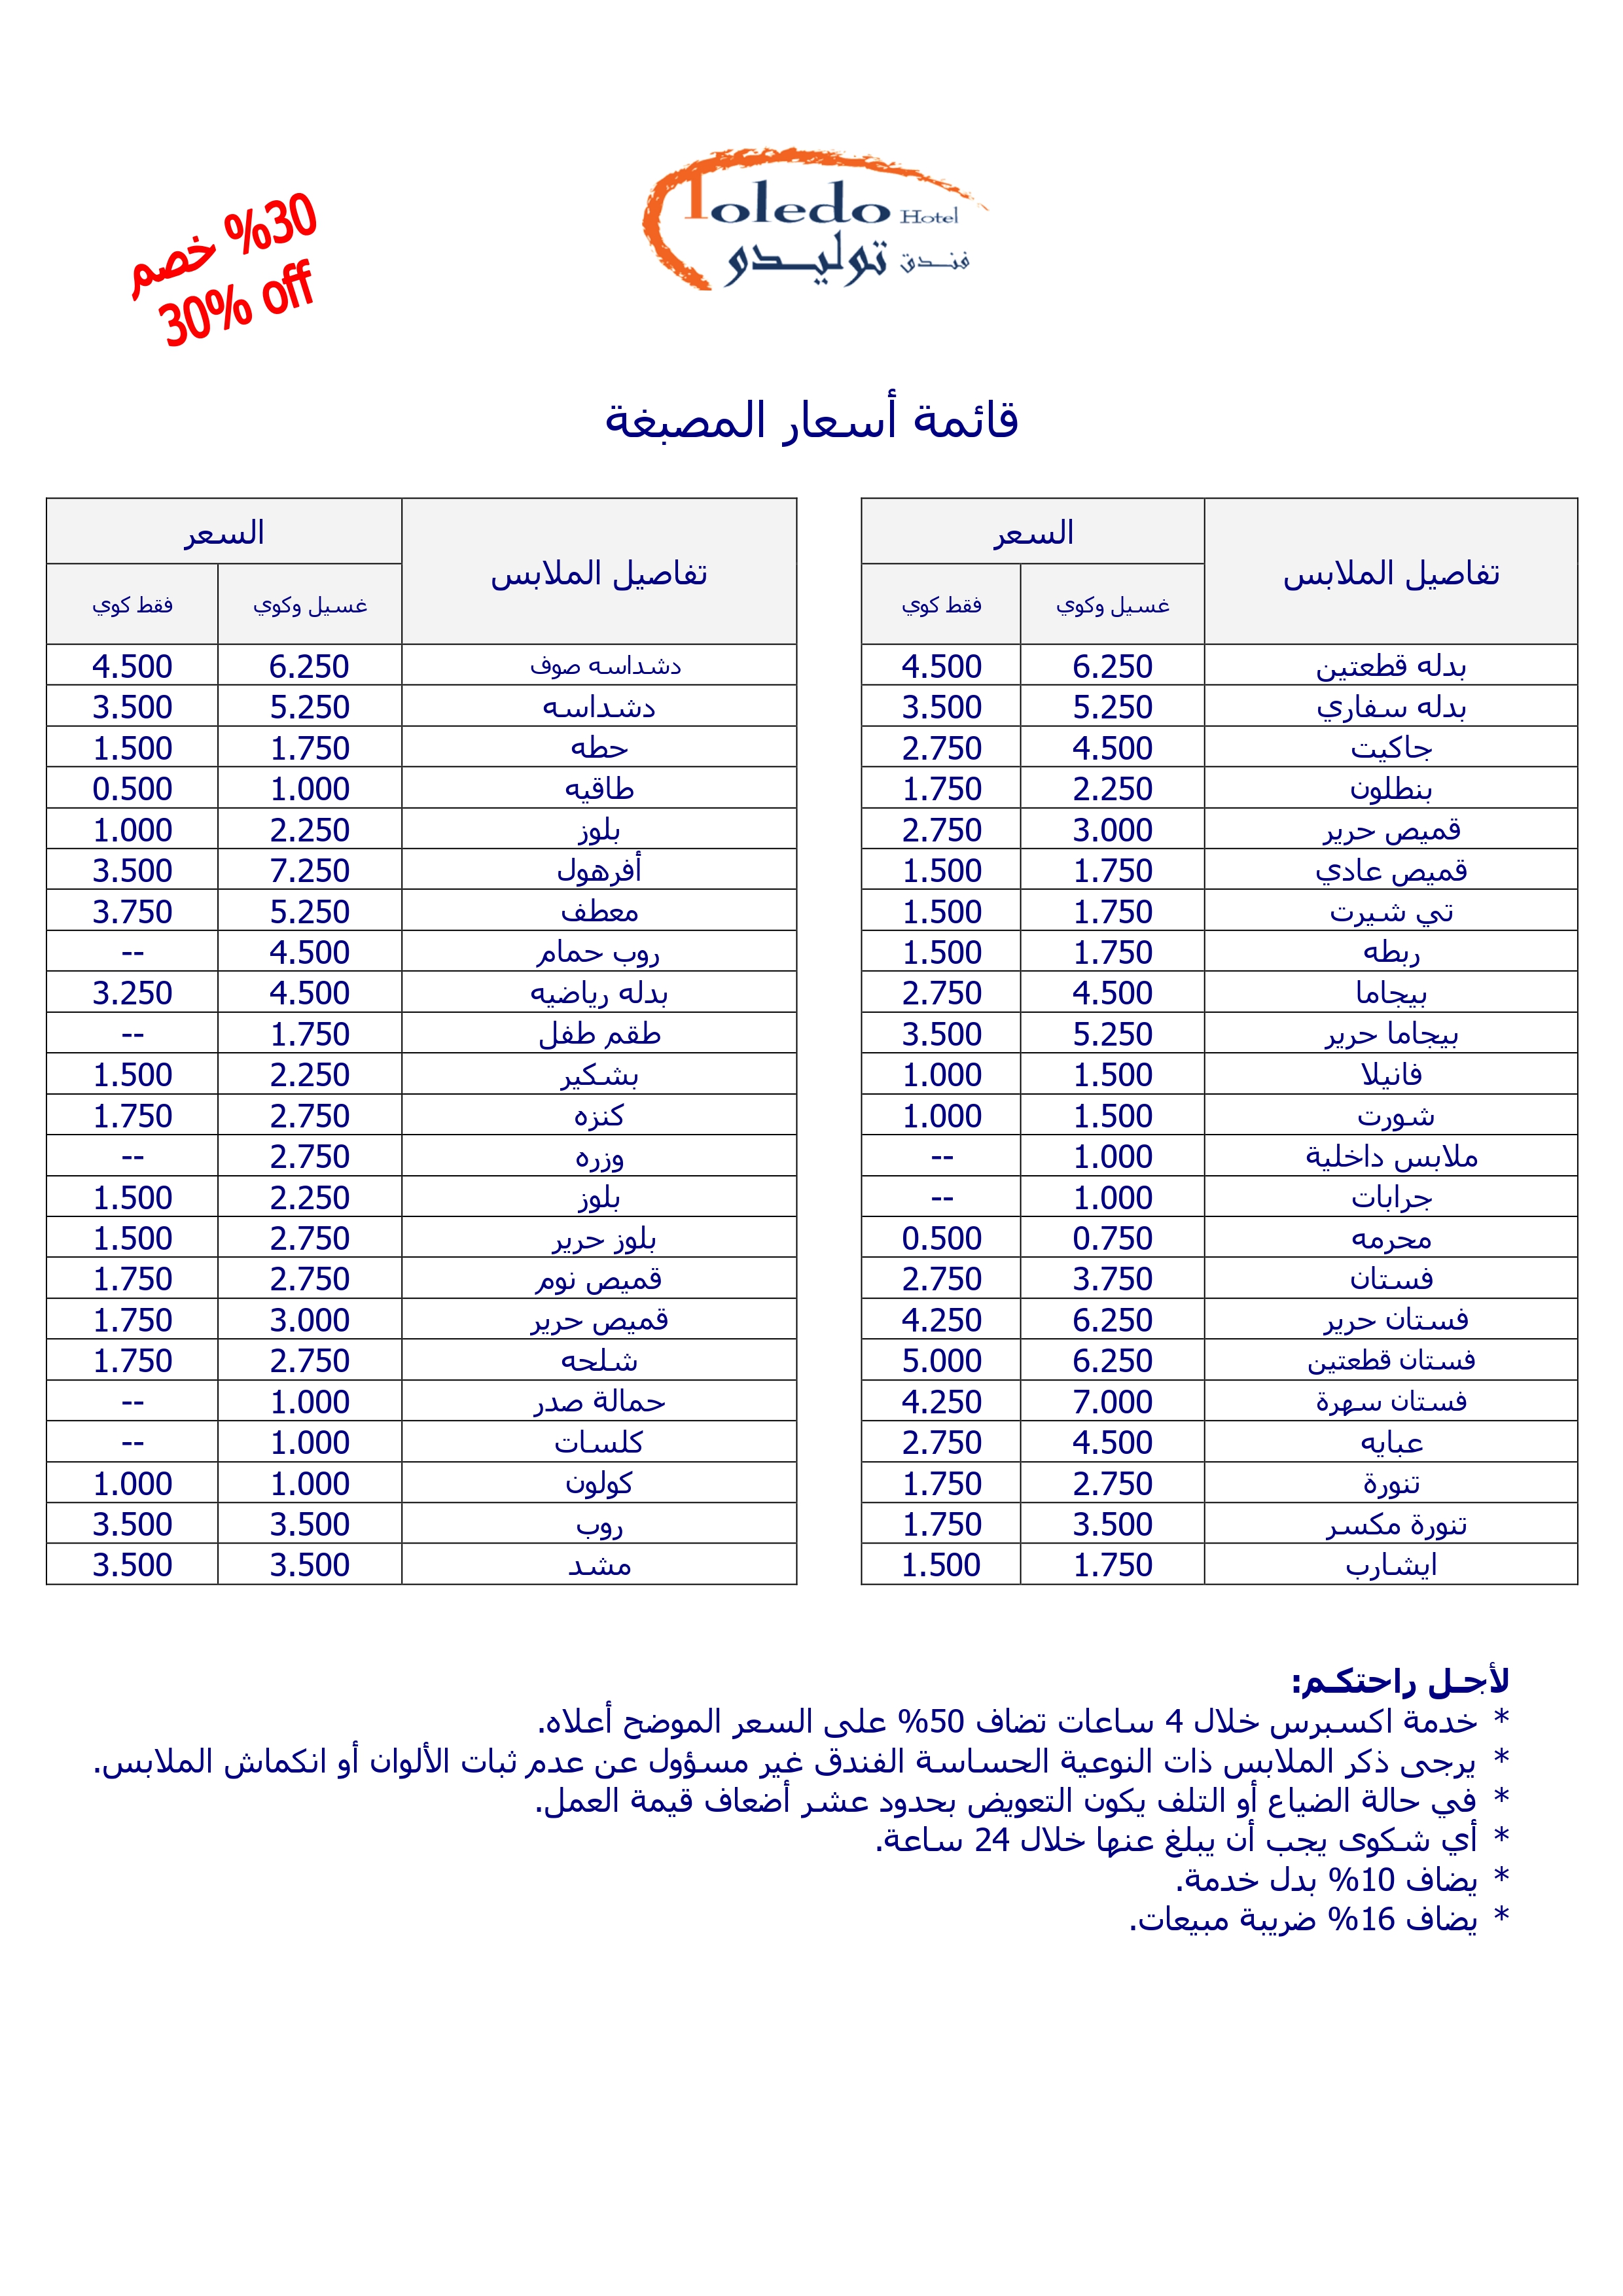 Toledo Hotel
فندق توليدو
30% خصم
30% off
قائمة أسعار المصبغة
تفاصيل الملابس السعر
غسيل وكوي فقط كوي
بدله قطعتين 6.250 4.500
بدله سفاري 5.250 3.500
جاكيت 4.500 2.750
بنطلون 2.250 1.750
قميص حرير 3.000 2.750
قميص عادي 1.750 1.500
تي شيرت 1.750 1.500
ربطه 1.750 1.500
بيجاما 4.500 2.750
بيجاما حرير 5.250 3.500
فانيلا 1.500 1.000
شورت 1.500 1.000
ملابس داخلية 1.000 --
جرابات 1.000 --
محرمه 0.750 0.500
فستان 3.750 2.750
فستان حرير 6.250 4.250
فستان قطعتين 6.250 5.000
فستان سهرة 7.000 4.250
عبايه 4.500 2.750
تنورة 2.750 1.750
تنورة مكسر 3.500 1.750
ايشارب 1.750 1.500
تفاصيل الملابس السعر
غسيل وكوي فقط كوي
دشداسه صوف 6.250 4.500
دشداسه 5.250 3.500
حطه 1.750 1.500
طاقيه 1.000 0.500
بلوز 2.250 1.000
أفرهول 7.250 3.500
معطف 5.250 3.750
روب حمام 4.500 --
بدله رياضيه 4.500 3.250
طقم طفل 1.750 --
بشكير 2.250 1.500
كنزه 2.750 1.750
وزره 2.750 --
بلوز 2.250 1.500
بلوز حرير 2.750 1.500
قميص نوم 2.750 1.750
قميص حرير 3.000 1.750
شلحه 2.750 1.750
حمالة صدر 1.000 --
كلسات 1.000 --
كولون 1.000 1.000
روب 3.500 3.500
مشد 3.500 3.500
لأجـل راحتكـم:
* خدمة اكسبرس خلال 4 ساعات تضاف 50% على السعر الموضح أعلاه.
* يرجى ذكر الملابس ذات النوعية الحساسة الفندق غير مسؤول عن عدم ثبات الألوان أو انكماش الملابس.
* في حالة الضياع أو التلف يكون التعويض بحدود عشر أضعاف قيمة العمل.
* أي شكوى يجب أن يبلغ عنها خلال 24 ساعة.
* يضاف 10% بدل خدمة.
* يضاف 16% ضريبة مبيعات.